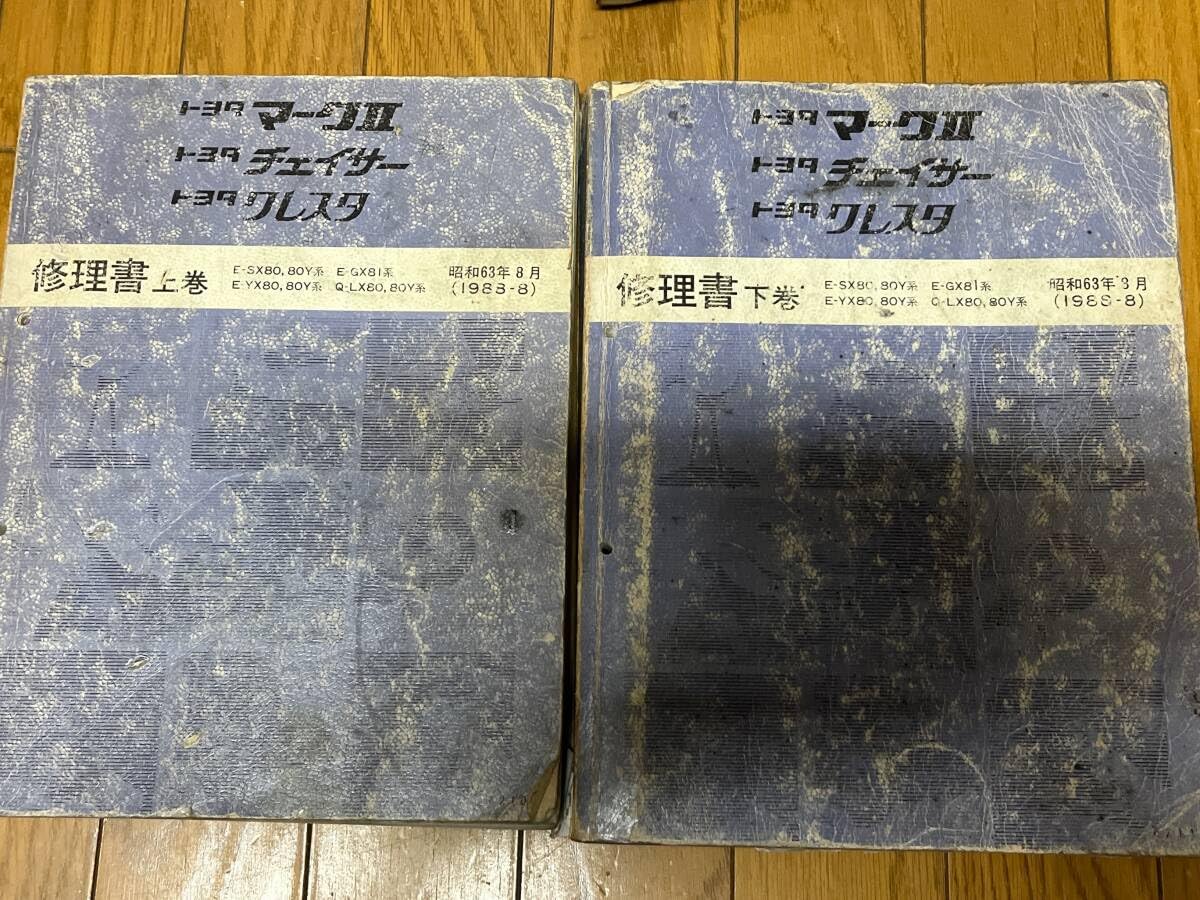 トヨタ マークII
トヨタ チェイサー
トヨタ クレスタ
修理書 上巻
E-SX80, 80Y系 E-GX81系
E-YX80, 80Y系 Q-LX80, 80Y系
昭和63年8月
(1988-8)
トヨタ マークII
トヨタ チェイサー
トヨタ クレスタ
修理書 下巻
E-SX80, 80Y系 E-GX81系
E-YX80, 80Y系 Q-LX80, 80Y系
昭和63年8月
(1988-8)